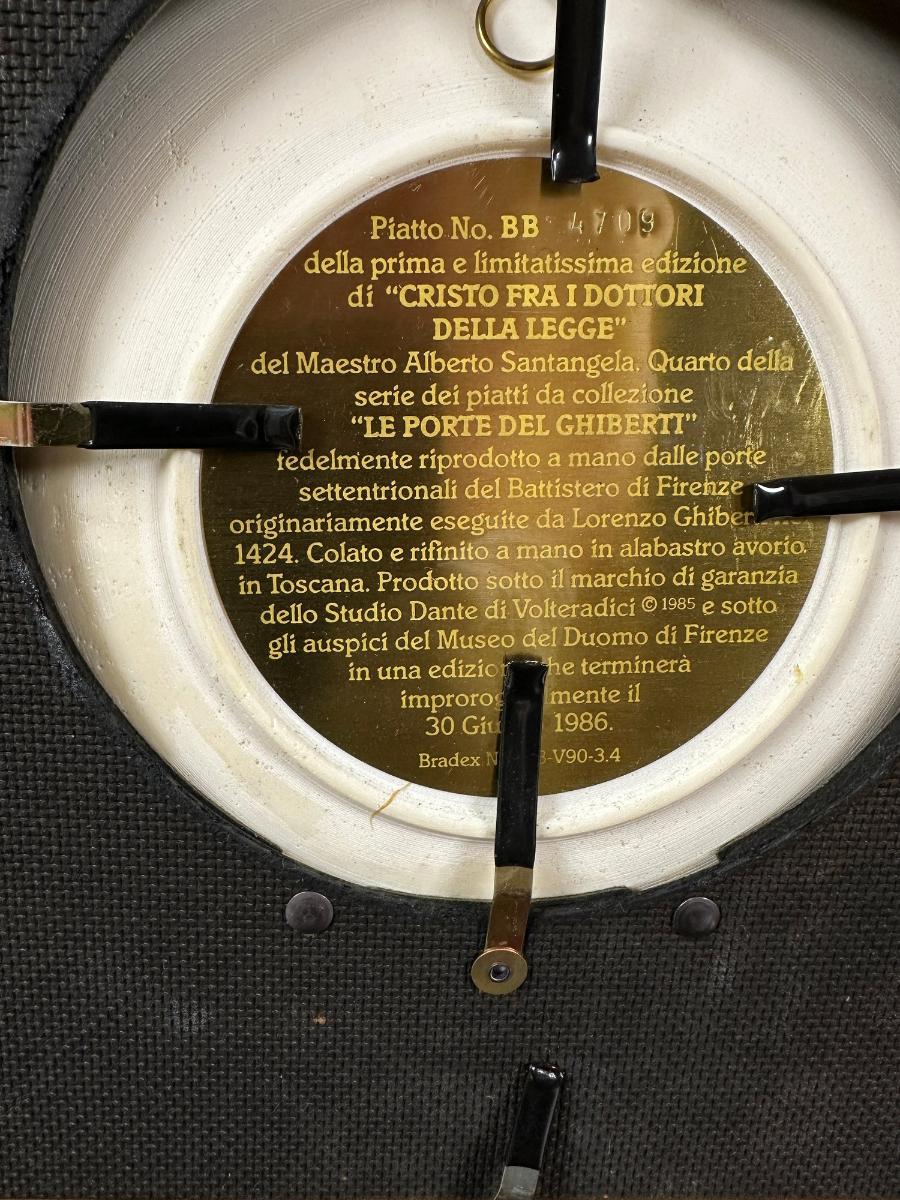 Piatto No. BB 4709
della prima e limitatissima edizione
di “CRISTO FRA I DOTTORI
DELLA LEGGE”
del Maestro Alberto Santangela. Quarto della
serie dei piatti da collezione
“LE PORTE DEL GHIBERTI”
fedelmente riprodotto a mano dalle porte
settentrionali del Battistero di Firenze
originariamente eseguite da Lorenzo
1424. Colato e rifinito a mano in alabastro avorio
in Toscana. Prodotto sotto il marchio di garanzia
dello Studio Dante di Volteradici © 1985 e sotto
gli auspici del Museo del Duomo di Firenze
in una terminerà
il
30 1986.
Bradex